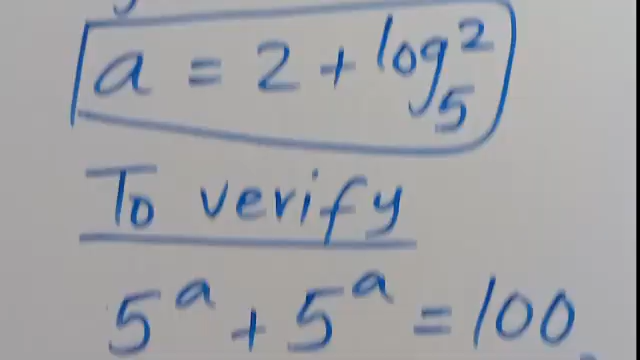 a = 2 + log₅²
To verify
5ᵃ + 5ᵃ = 100